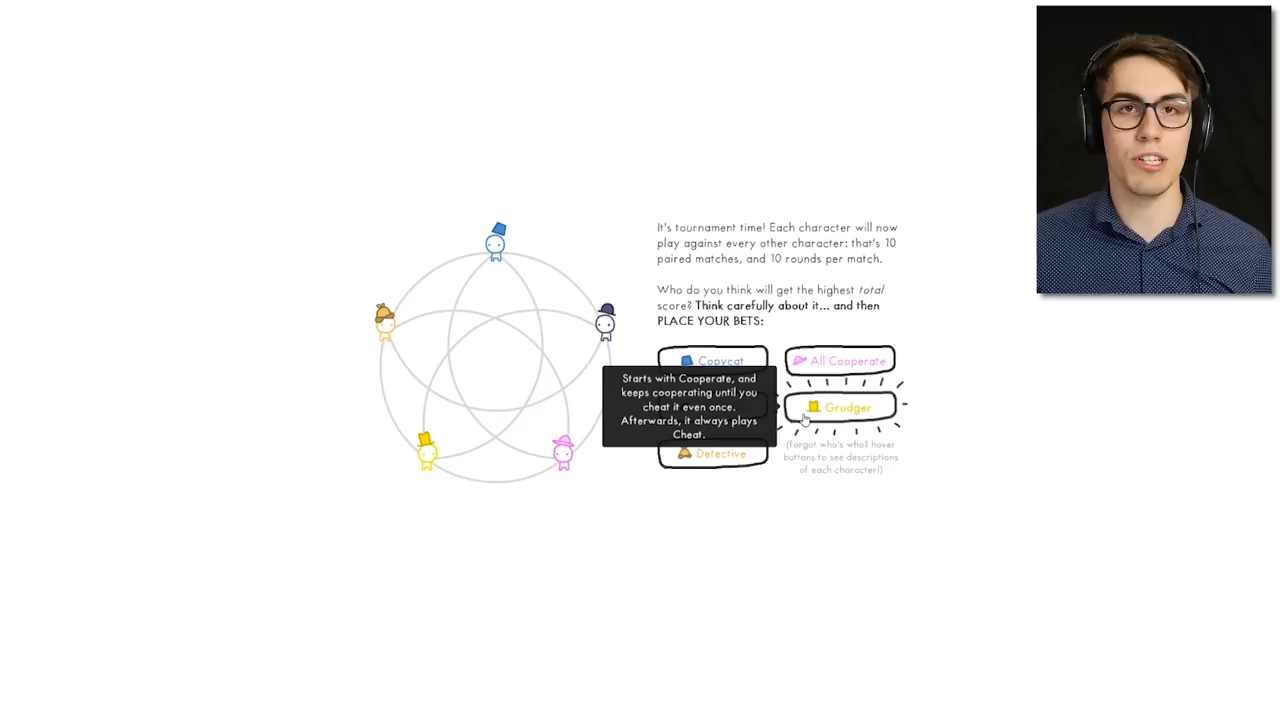 It's tournament time! Each character will now
play against every other character: that's 10
paired matches, and 10 rounds per match.
Who do you think will get the highest total
score? Think carefully about it... and then
PLACE YOUR BETS:
Copycat
All Cooperate
Starts with Cooperate, and
keeps cooperating until you
cheat it even once.
Afterwards, it always plays
Cheat.
Grudger
Detective
(forgot who's who? hover
buttons to see descriptions
of each character!)